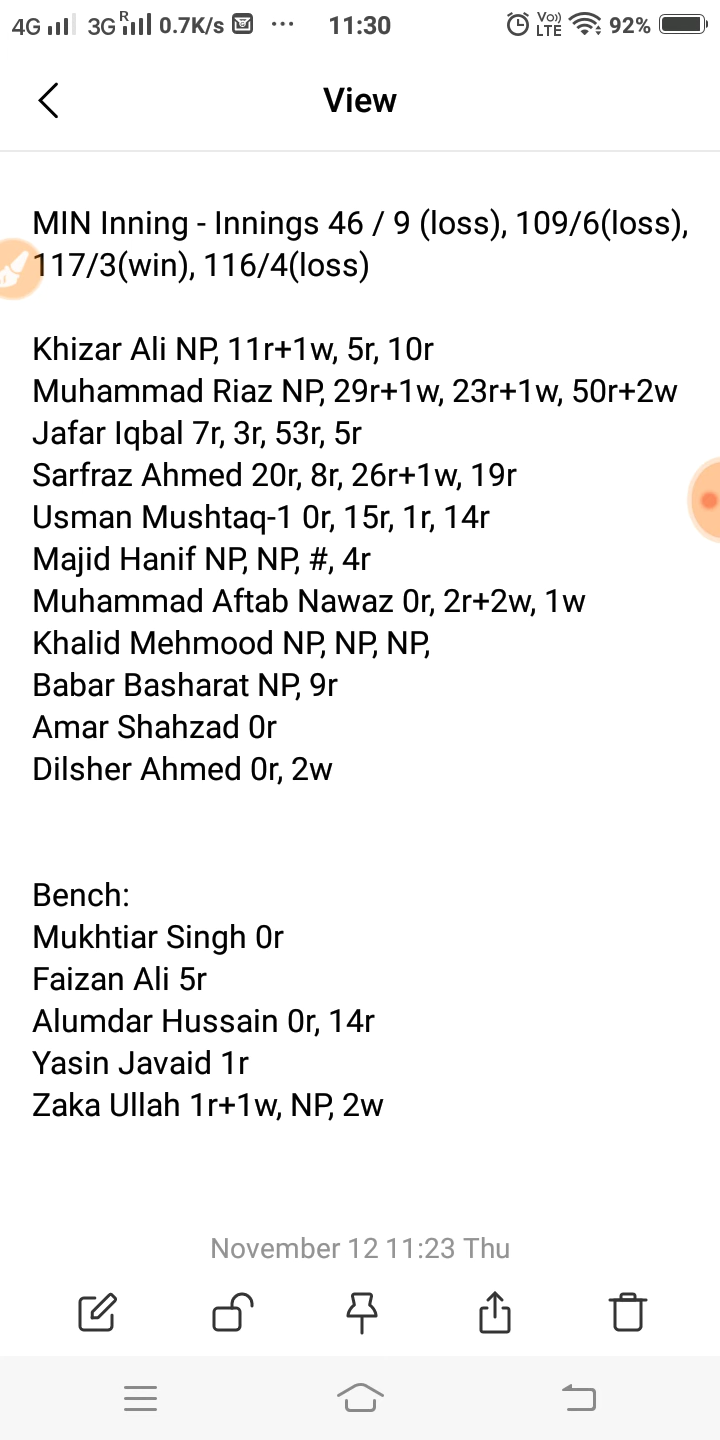 4G 3G R 0.7K/s ... 11:30 Vo)) LTE 92%
View
MIN Inning - Innings 46 / 9 (loss), 109/6(loss),
117/3(win), 116/4(loss)
Khizar Ali NP, 11r+1w, 5r, 10r
Muhammad Riaz NP, 29r+1w, 23r+1w, 50r+2w
Jafar Iqbal 7r, 3r, 53r, 5r
Sarfraz Ahmed 20r, 8r, 26r+1w, 19r
Usman Mushtaq-1 0r, 15r, 1r, 14r
Majid Hanif NP, NP, #, 4r
Muhammad Aftab Nawaz 0r, 2r+2w, 1w
Khalid Mehmood NP, NP, NP,
Babar Basharat NP, 9r
Amar Shahzad 0r
Dilsher Ahmed 0r, 2w
Bench:
Mukhtiar Singh 0r
Faizan Ali 5r
Alumdar Hussain 0r, 14r
Yasin Javaid 1r
Zaka Ullah 1r+1w, NP, 2w
November 12 11:23 Thu